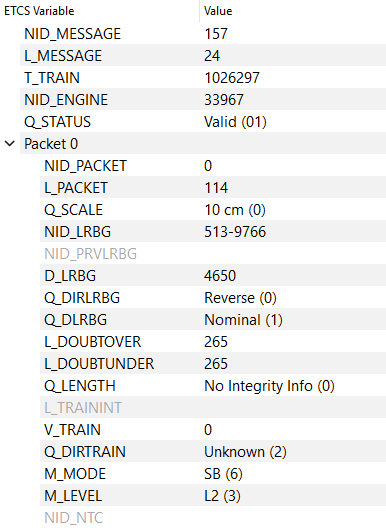 ETCS Variable Value
NID_MESSAGE 157
L_MESSAGE 24
T_TRAIN 1026297
NID_ENGINE 33967
Q_STATUS Valid (01)
Packet 0
NID_PACKET 0
L_PACKET 114
Q_SCALE 10 cm (0)
NID_LRBG 513-9766
NID_PRVLRBG
D_LRBG 4650
Q_DIRLRBG Reverse (0)
Q_DLRBG Nominal (1)
L_DOUBTOVER 265
L_DOUBTUNDER 265
Q_LENGTH No Integrity Info (0)
L_TRAININT
V_TRAIN 0
Q_DIRTRAIN Unknown (2)
M_MODE SB (6)
M_LEVEL L2 (3)
NID_NTC